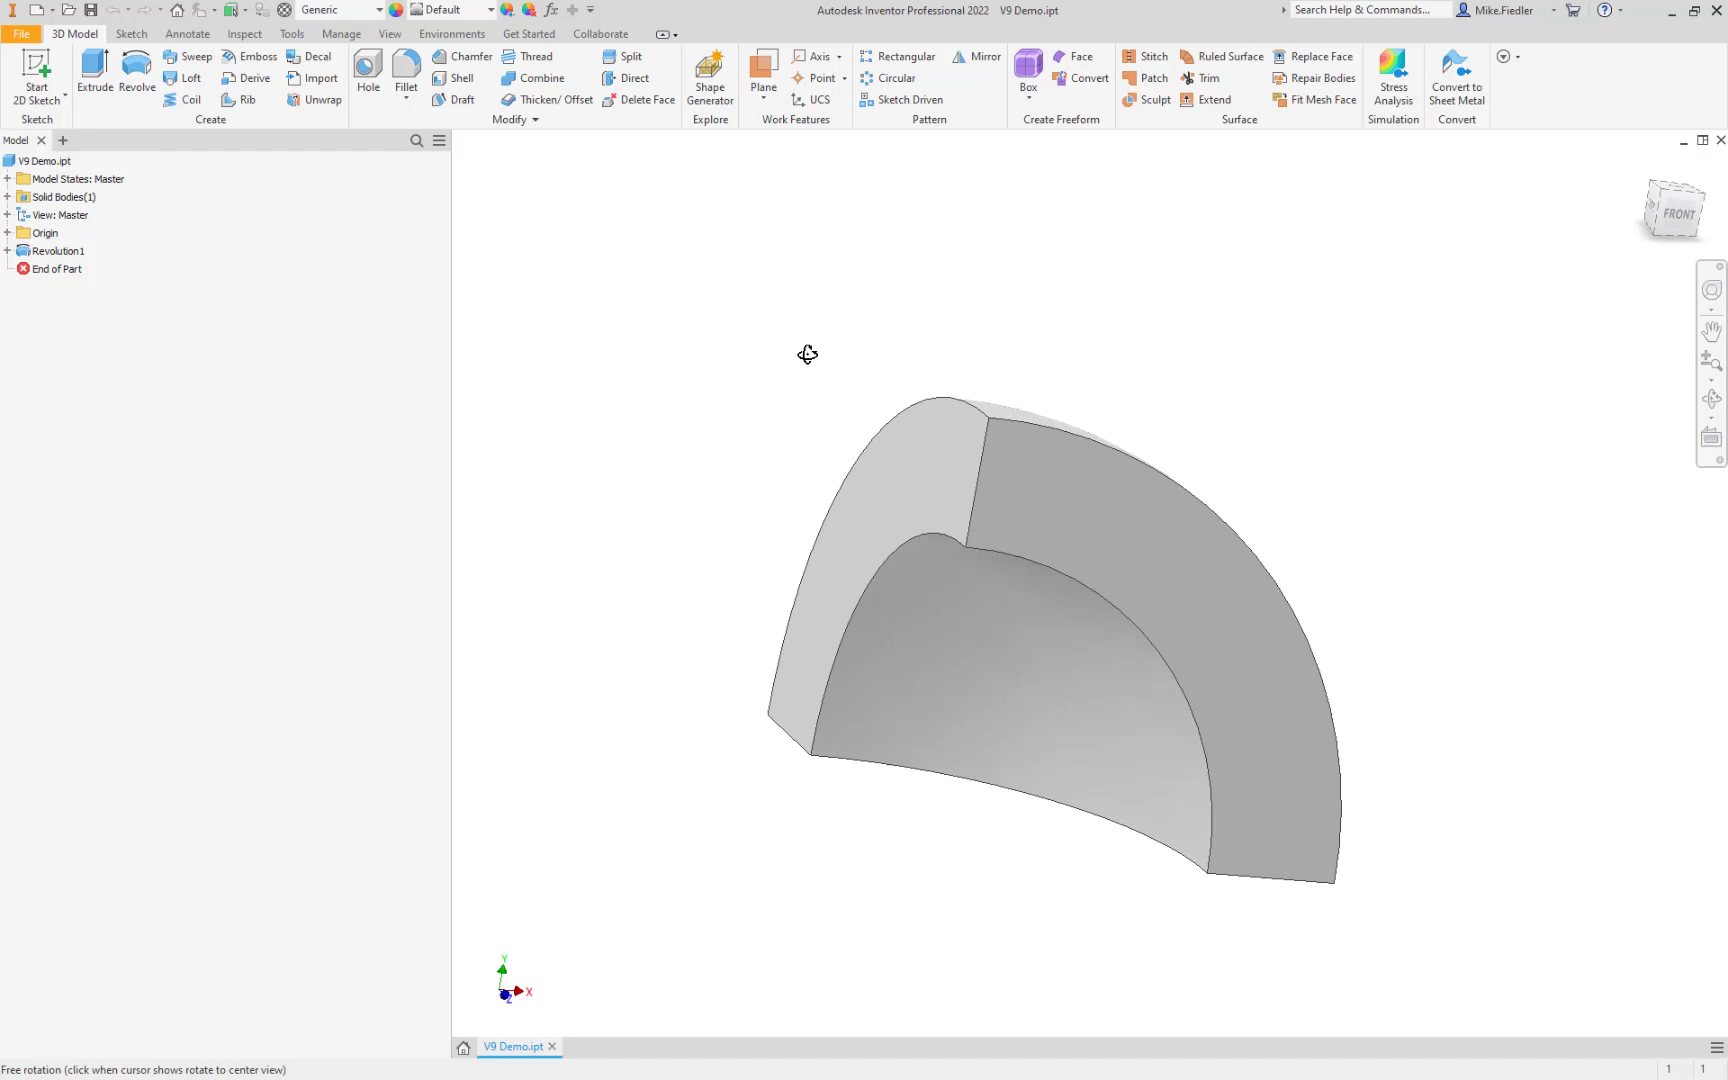 Generic
Default
Autodesk Inventor Professional 2022 V9 Demo.ipt
Search Help & Commands...
Mike.Fiedler
File 3D Model Sketch Annotate Inspect Tools Manage View Environments Get Started Collaborate
Start
2D Sketch
Extrude
Revolve
Sweep
Loft
Coil
Emboss
Derive
Rib
Decal
Import
Unwrap
Hole
Fillet
Chamfer
Shell
Draft
Thread
Combine
Thicken/ Offset
Split
Direct
Delete Face
Shape
Generator
Plane
Axis
Point
UCS
Rectangular
Circular
Sketch Driven
Mirror
Box
Face
Convert
Stitch
Patch
Sculpt
Ruled Surface
Trim
Extend
Replace Face
Repair Bodies
Fit Mesh Face
Stress
Analysis
Convert to
Sheet Metal
Sketch Create Modify Explore Work Features Pattern Create Freeform Surface Simulation Convert
Model
V9 Demo.ipt
Model States: Master
Solid Bodies(1)
View: Master
Origin
Revolution1
End of Part
FRONT
Y
X
Z
V9 Demo.ipt
Free rotation (click when cursor shows rotate to center view)
1 1